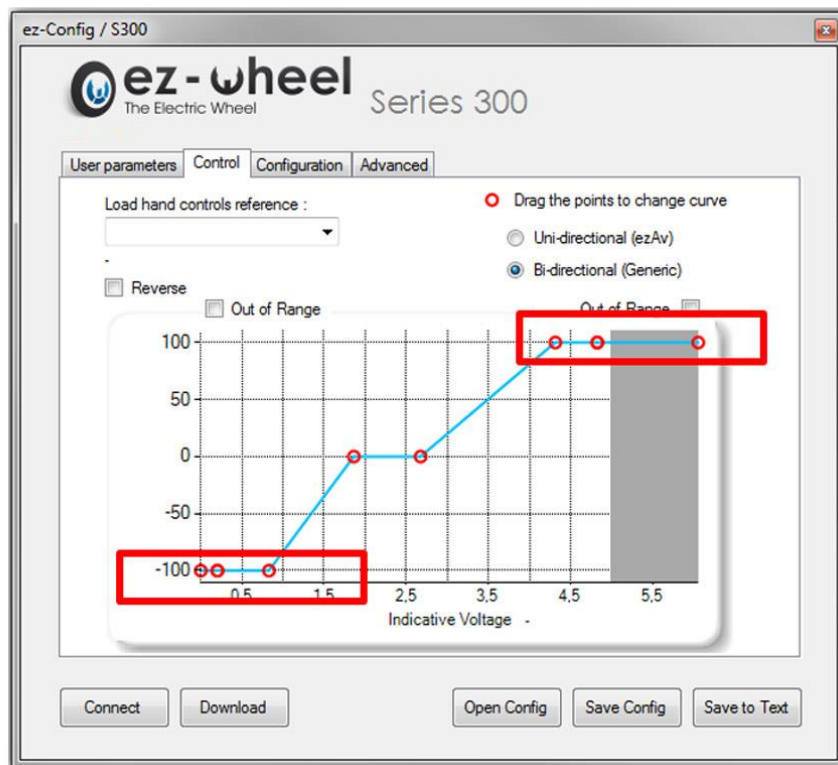 ez-Config / S300
ez-wheel
The Electric Wheel
Series 300
User parameters Control Configuration Advanced
Load hand controls reference :
Drag the points to change curve
-
Uni-directional (ezAv)
Bi-directional (Generic)
Reverse
Out of Range
Out of Range
100
50
0
-50
-100
0,5 1,5 2,5 3,5 4,5 5,5
Indicative Voltage -
Connect Download Open Config Save Config Save to Text